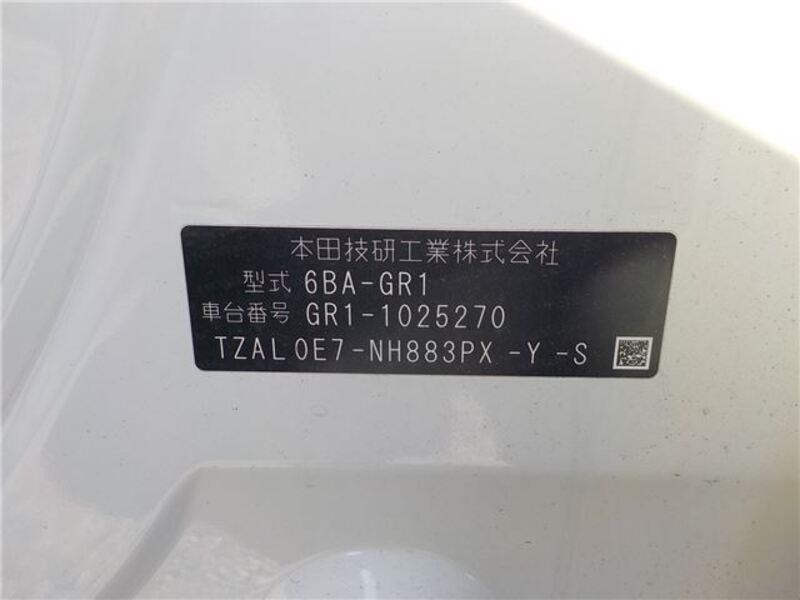 本田技研工業株式会社
型式 6BA-GR1
車台番号 GR1-1025270
TZAL0E7-NH883PX -Y -S